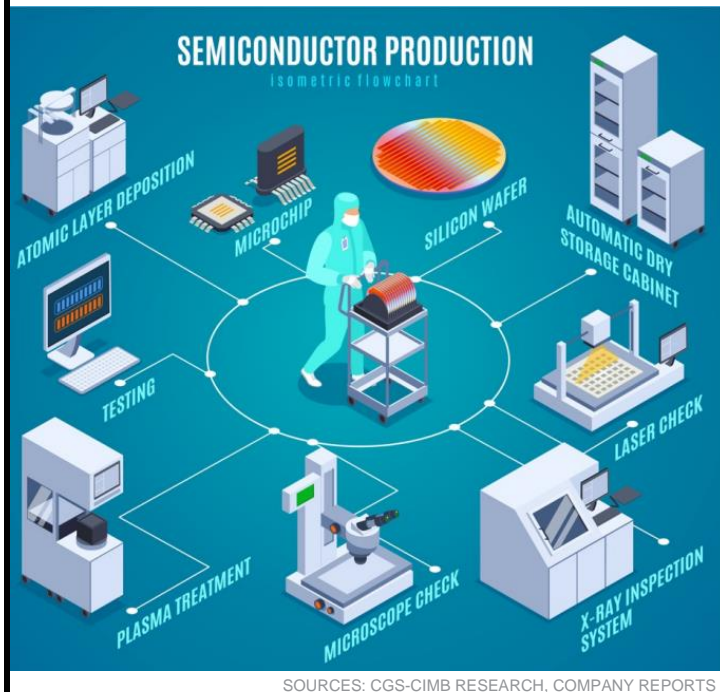 SEMICONDUCTOR PRODUCTION
isometric flowchart
ATOMIC LAYER DEPOSITION
MICROCHIP
SILICON WAFER
AUTOMATIC DRY
STORAGE CABINET
TESTING
LASER CHECK
PLASMA TREATMENT
MICROSCOPE CHECK
X-RAY INSPECTION
SYSTEM
SOURCES: CGS-CIMB RESEARCH, COMPANY REPORTS